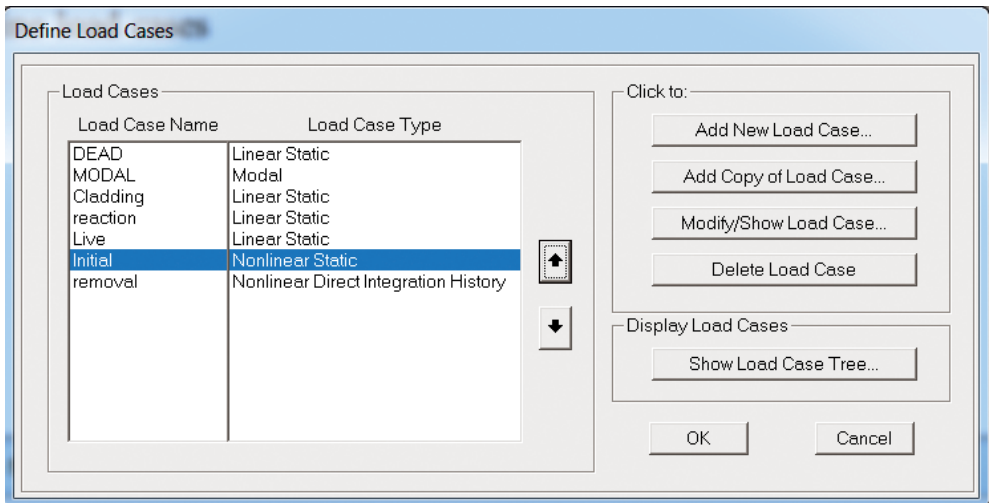 Define Load Cases
Load Cases
Load Case Name Load Case Type
DEAD Linear Static
MODAL Modal
Cladding Linear Static
reaction Linear Static
Live Linear Static
Initial Nonlinear Static
removal Nonlinear Direct Integration History
Click to:
Add New Load Case...
Add Copy of Load Case...
Modify/Show Load Case...
Delete Load Case
Display Load Cases
Show Load Case Tree...
OK Cancel